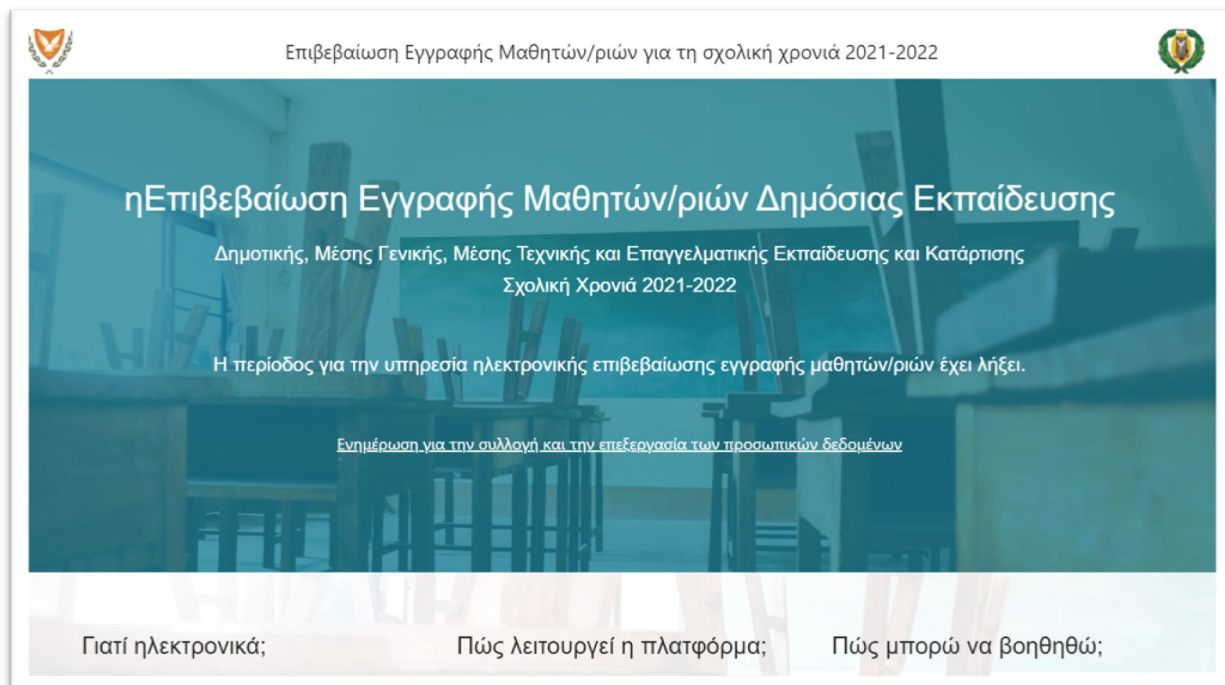 Επιβεβαίωση Εγγραφής Μαθητών/ριών για τη σχολική χρονιά 2021-2022
ηΕπιβεβαίωση Εγγραφής Μαθητών/ριών Δημόσιας Εκπαίδευσης
Δημοτικής, Μέσης Γενικής, Μέσης Τεχνικής και Επαγγελματικής Εκπαίδευσης και Κατάρτισης
Σχολική Χρονιά 2021-2022
Η περίοδος για την υπηρεσία ηλεκτρονικής επιβεβαίωσης εγγραφής μαθητών/ριών έχει λήξει.
Ενημέρωση για την συλλογή και την επεξεργασία των προσωπικών δεδομένων
Γιατί ηλεκτρονικά; Πώς λειτουργεί η πλατφόρμα; Πώς μπορώ να βοηθηθώ;